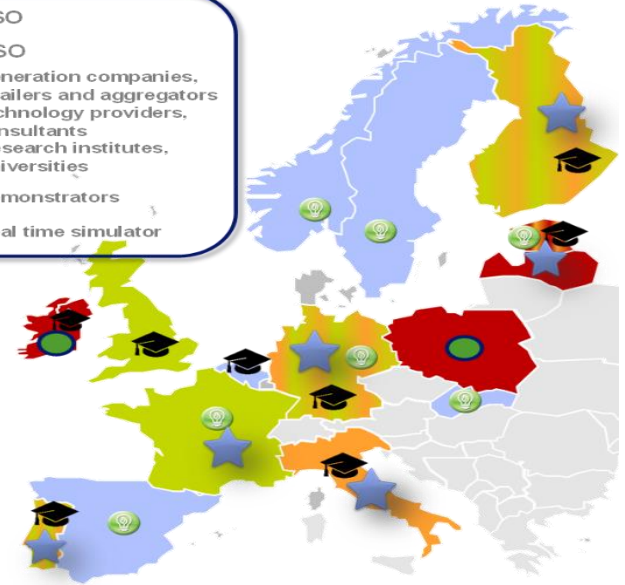 SO
SO
neration companies,
ailers and aggregators
chnology providers,
nsultants
search institutes,
iversities
monstrators
al time simulator